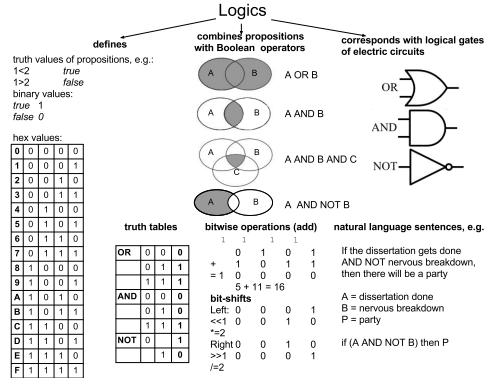 Logics
defines
truth values of propositions, e.g.:
1<2 true
1>2 false
binary values:
true 1
false 0
hex values:
0 0 0 0 0
1 0 0 0 1
2 0 0 1 0
3 0 0 1 1
4 0 1 0 0
5 0 1 0 1
6 0 1 1 0
7 0 1 1 1
8 1 0 0 0
9 1 0 0 1
A 1 0 1 0
B 1 0 1 1
C 1 1 0 0
D 1 1 0 1
E 1 1 1 0
F 1 1 1 1
combines propositions
with Boolean operators
A B A OR B
A B A AND B
A B C A AND B AND C
A B A AND NOT B
corresponds with logical gates
of electric circuits
OR
AND
NOT
truth tables
OR 0 0 0
0 1 1
1 1 1
AND 0 0 0
0 1 0
1 1 1
NOT 0 1
1 0
bitwise operations (add)
1 1 1 1
0 1 0 1
+ 1 0 1 1
= 1 0 0 0 0
5 + 11 = 16
bit-shifts
Left: 0 0 0 1
<<1 0 0 1 0
*=2
Right 0 0 1 0
>>1 0 0 0 1
/=2
natural language sentences, e.g.
If the dissertation gets done
AND NOT nervous breakdown,
then there will be a party
A = dissertation done
B = nervous breakdown
P = party
if (A AND NOT B) then P